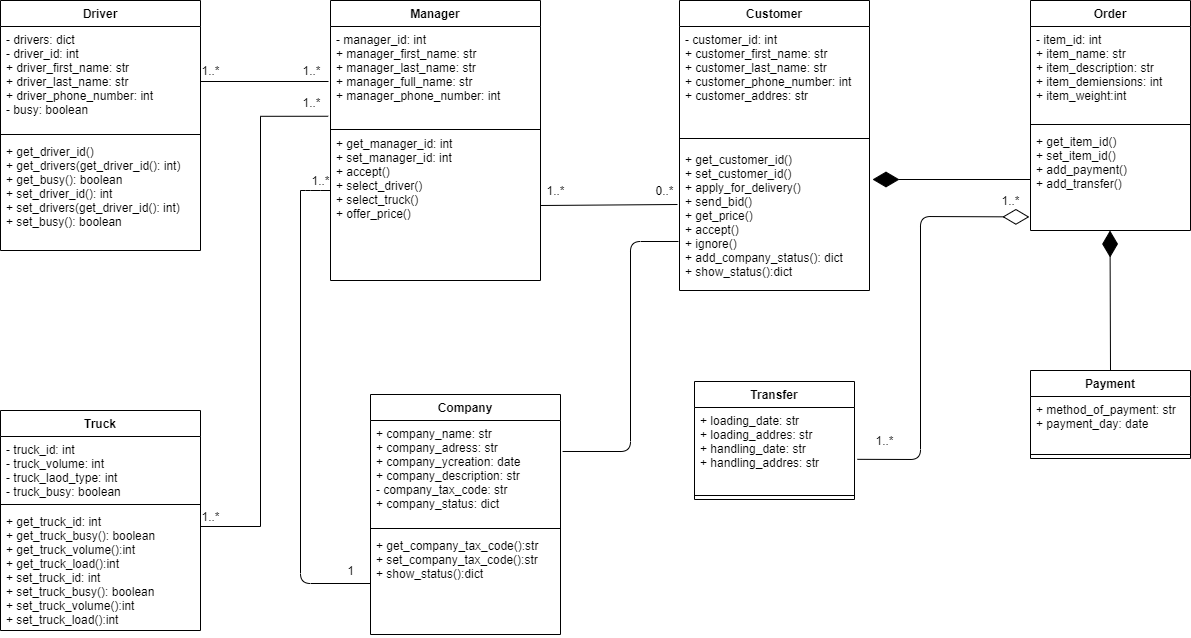 Driver
- drivers: dict
- driver_id: int
+ driver_first_name: str
+ driver_last_name: str
+ driver_phone_number: int
- busy: boolean
+ get_driver_id()
+ get_drivers(get_driver_id(): int)
+ get_busy(): boolean
+ set_driver_id(): int
+ set_drivers(get_driver_id(): int)
+ set_busy(): boolean
1..*
1..*
1..*
Manager
- manager_id: int
+ manager_first_name: str
+ manager_last_name: str
+ manager_full_name: str
+ manager_phone_number: int
+ get_manager_id: int
+ set_manager_id: int
+ accept()
+ select_driver()
+ select_truck()
+ offer_price()
1..*
1..*
0..*
Customer
- customer_id: int
+ customer_first_name: str
+ customer_last_name: str
+ customer_phone_number: int
+ customer_addres: str
+ get_customer_id()
+ set_customer_id()
+ apply_for_delivery()
+ send_bid()
+ get_price()
+ accept()
+ ignore()
+ add_company_status(): dict
+ show_status():dict
Order
- item_id: int
+ item_name: str
+ item_description: str
+ item_demiensions: int
+ item_weight:int
+ get_item_id()
+ set_item_id()
+ add_payment()
+ add_transfer()
1..*
Truck
- truck_id: int
- truck_volume: int
- truck_laod_type: int
- truck_busy: boolean
+ get_truck_id: int
+ get_truck_busy(): boolean
+ get_truck_volume():int
+ get_truck_load():int
+ set_truck_id: int
+ set_truck_busy(): boolean
+ set_truck_volume():int
+ set_truck_load():int
1..*
1
Company
+ company_name: str
+ company_adress: str
+ company_ycreation: date
+ company_description: str
- company_tax_code: str
+ company_status: dict
+ get_company_tax_code():str
+ set_company_tax_code():str
+ show_status():dict
Transfer
+ loading_date: str
+ loading_addres: str
+ handling_date: str
+ handling_addres: str
1..*
Payment
+ method_of_payment: str
+ payment_day: date